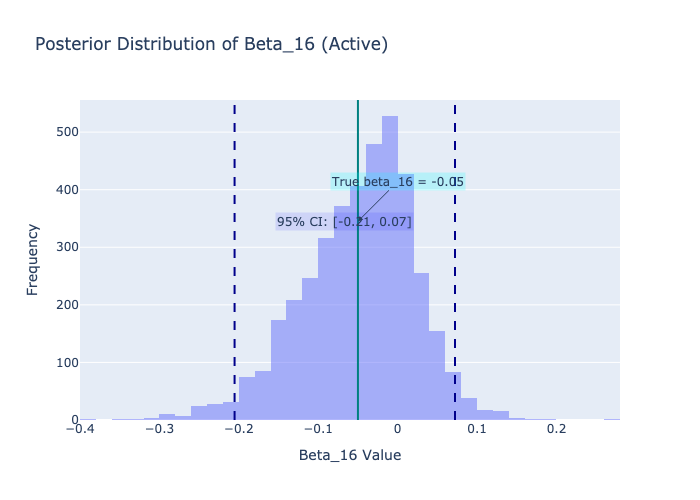 Posterior Distribution of Beta_16 (Active)
500
400
300
200
100
0
Frequency
True beta_16 = -0.05
95% CI: [-0.21, 0.07]
−0.4
−0.3
−0.2
−0.1
0
0.1
0.2
Beta_16 Value